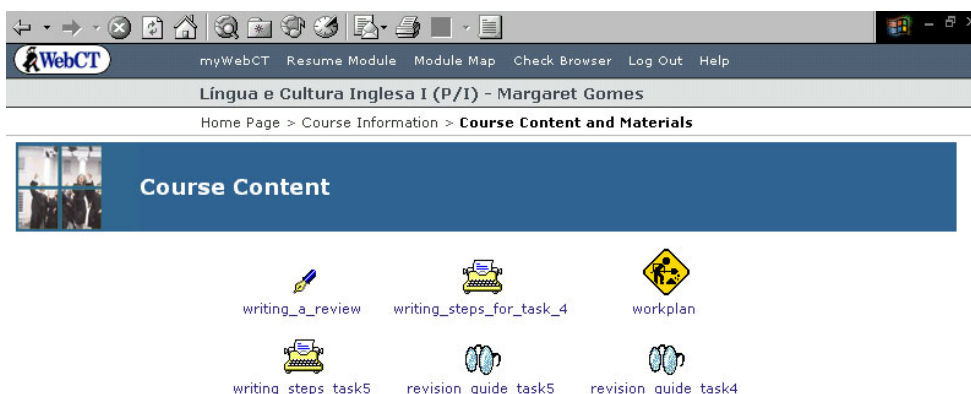 WebCT
myWebCT Resume Module Module Map Check Browser Log Out Help
Língua e Cultura Inglesa I (P/I) - Margaret Gomes
Home Page > Course Information > Course Content and Materials
Course Content
writing_a_review writing_steps_for_task_4 workplan
writing_steps_task5 revision_guide_task5 revision_guide_task4